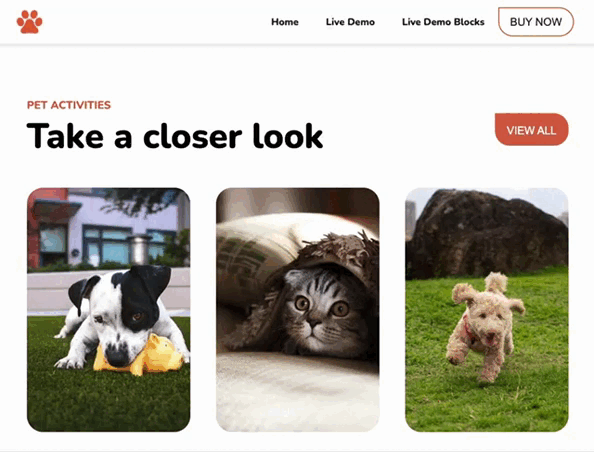 Home Live Demo Live Demo Blocks BUY NOW
PET ACTIVITIES
Take a closer look
VIEW ALL